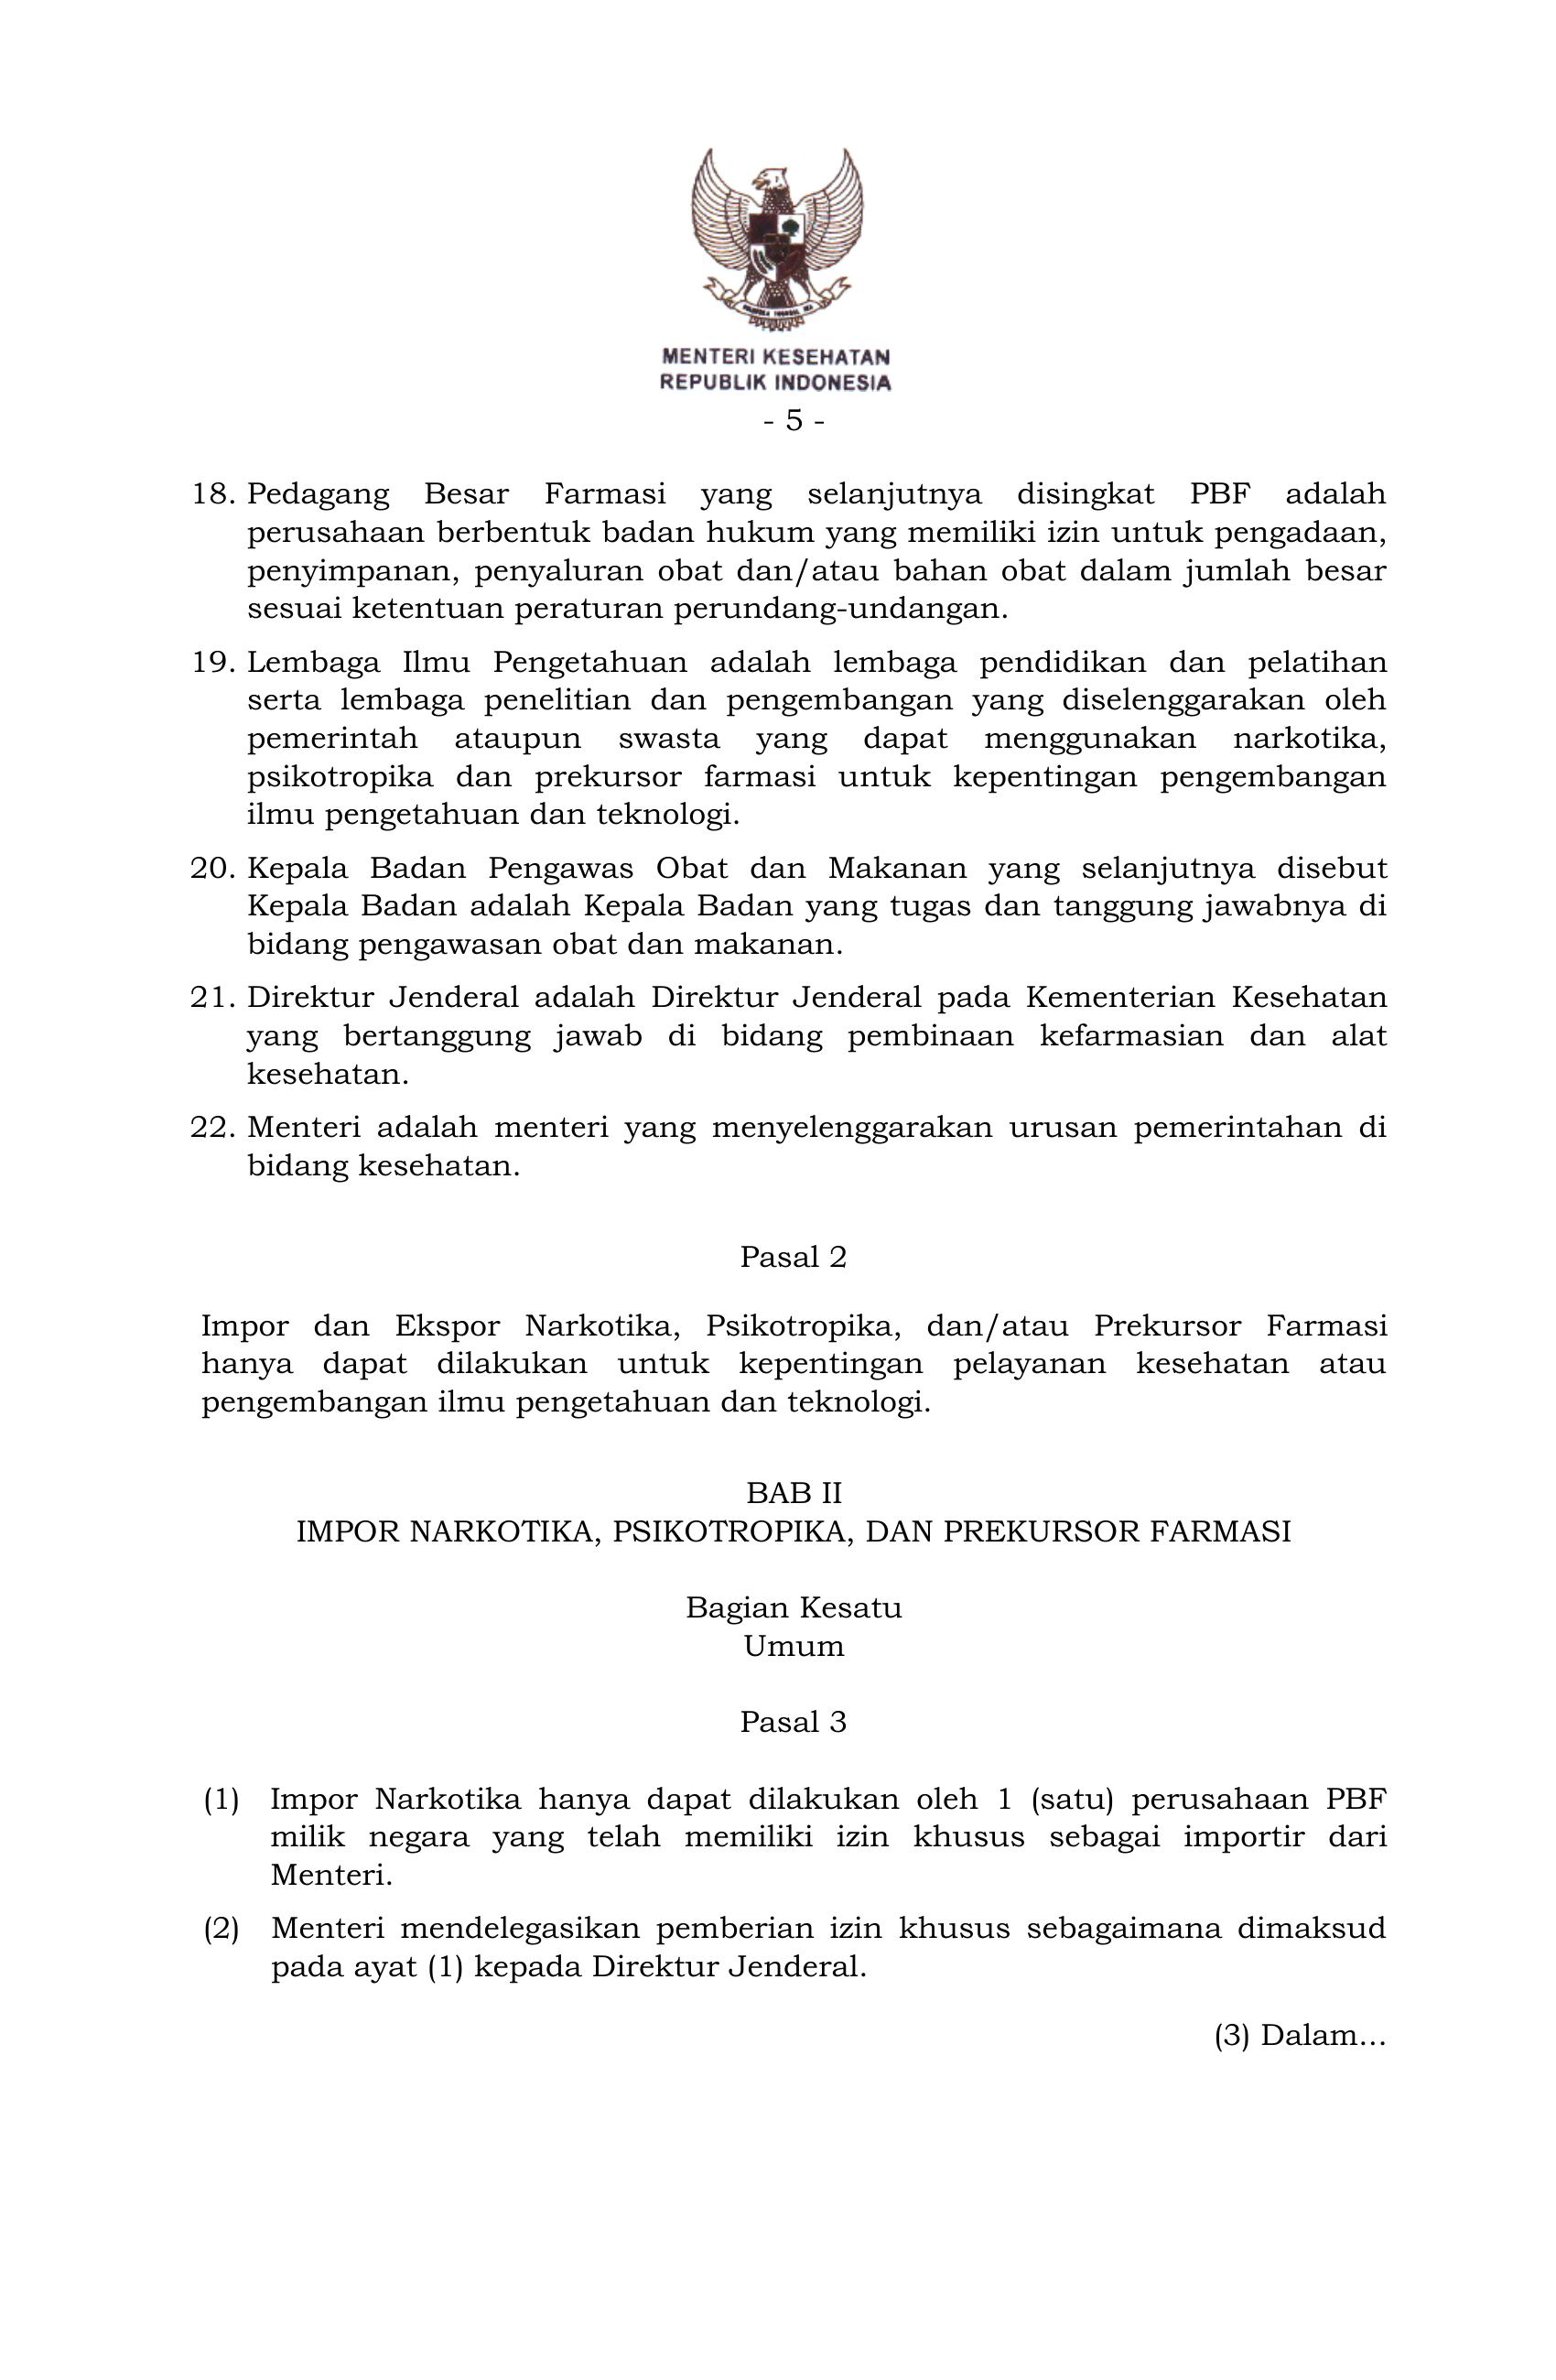 MENTERI KESEHATAN
REPUBLIK INDONESIA
- 5 -
18. Pedagang Besar Farmasi yang selanjutnya disingkat PBF adalah
perusahaan berbentuk badan hukum yang memiliki izin untuk pengadaan,
penyimpanan, penyaluran obat dan/atau bahan obat dalam jumlah besar
sesuai ketentuan peraturan perundang-undangan.
19. Lembaga Ilmu Pengetahuan adalah lembaga pendidikan dan pelatihan
serta lembaga penelitian dan pengembangan yang diselenggarakan oleh
pemerintah ataupun swasta yang dapat menggunakan narkotika,
psikotropika dan prekursor farmasi untuk kepentingan pengembangan
ilmu pengetahuan dan teknologi.
20. Kepala Badan Pengawas Obat dan Makanan yang selanjutnya disebut
Kepala Badan adalah Kepala Badan yang tugas dan tanggung jawabnya di
bidang pengawasan obat dan makanan.
21. Direktur Jenderal adalah Direktur Jenderal pada Kementerian Kesehatan
yang bertanggung jawab di bidang pembinaan kefarmasian dan alat
kesehatan.
22. Menteri adalah menteri yang menyelenggarakan urusan pemerintahan di
bidang kesehatan.
Pasal 2
Impor dan Ekspor Narkotika, Psikotropika, dan/atau Prekursor Farmasi
hanya dapat dilakukan untuk kepentingan pelayanan kesehatan atau
pengembangan ilmu pengetahuan dan teknologi.
BAB II
IMPOR NARKOTIKA, PSIKOTROPIKA, DAN PREKURSOR FARMASI
Bagian Kesatu
Umum
Pasal 3
(1) Impor Narkotika hanya dapat dilakukan oleh 1 (satu) perusahaan PBF
milik negara yang telah memiliki izin khusus sebagai importir dari
Menteri.
(2) Menteri mendelegasikan pemberian izin khusus sebagaimana dimaksud
pada ayat (1) kepada Direktur Jenderal.
(3) Dalam...